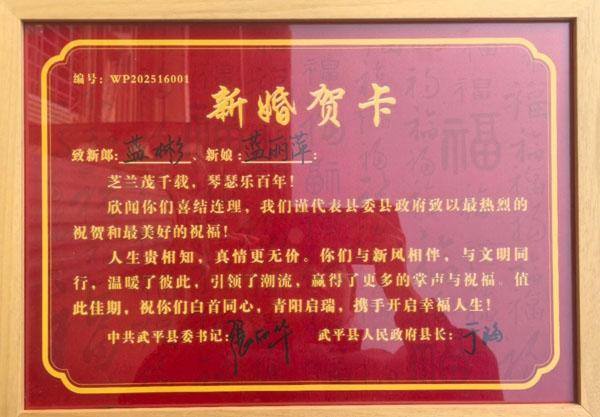 编号：WP202516001
新婚贺卡
致新郎：蓝彬、新娘：蓝丽萍：
芝兰茂千载，琴瑟乐百年！
欣闻你们喜结连理，我们谨代表县委县政府致以最热烈的
祝贺和最美好的祝福！
人生贵相知，真情更无价。你们与新风相伴，与文明同
行，温暖了彼此，引领了潮流，赢得了更多的掌声与祝福。值
此佳期，祝你们白首同心，青阳启瑞，携手开启幸福人生！
中共武平县委书记： 武平县人民政府县长：于海